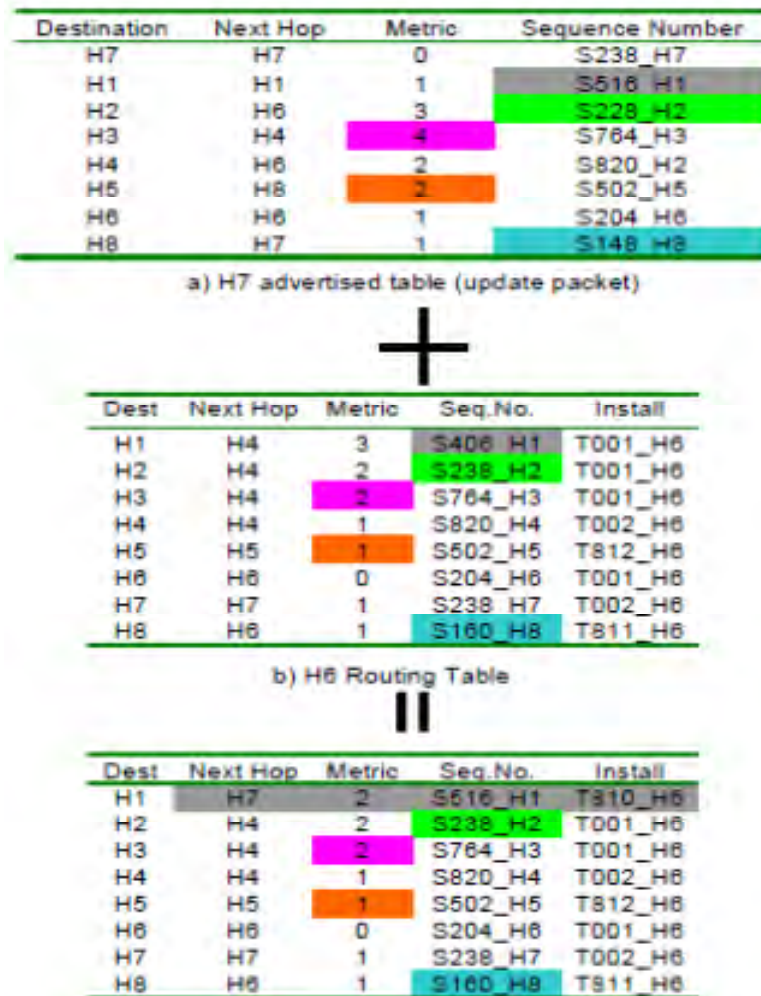 Destination Next Hop Metric Sequence Number
H7 H7 0 S238_H7
H1 H1 1 S516_H1
H2 H6 3 S228_H2
H3 H4 4 S764_H3
H4 H6 2 S820_H2
H5 H8 2 S502_H5
H6 H6 1 S204_H6
H8 H7 1 S148_H8
a) H7 advertised table (update packet)
+
Dest Next Hop Metric Seq.No. Install
H1 H4 3 S406_H1 T001_H6
H2 H4 2 S238_H2 T001_H6
H3 H4 2 S764_H3 T001_H6
H4 H4 1 S820_H4 T002_H6
H5 H5 1 S502_H5 T812_H6
H6 H6 0 S204_H6 T001_H6
H7 H7 1 S238_H7 T002_H6
H8 H6 1 S160_H8 T811_H6
b) H6 Routing Table
Dest Next Hop Metric Seq.No. Install
H1 H7 2 S516_H1 T810_H6
H2 H4 2 S238_H2 T001_H6
H3 H4 2 S764_H3 T001_H6
H4 H4 1 S820_H4 T002_H6
H5 H5 1 S502_H5 T812_H6
H6 H6 0 S204_H6 T001_H6
H7 H7 1 S238_H7 T002_H6
H8 H6 1 S160_H8 T811_H6